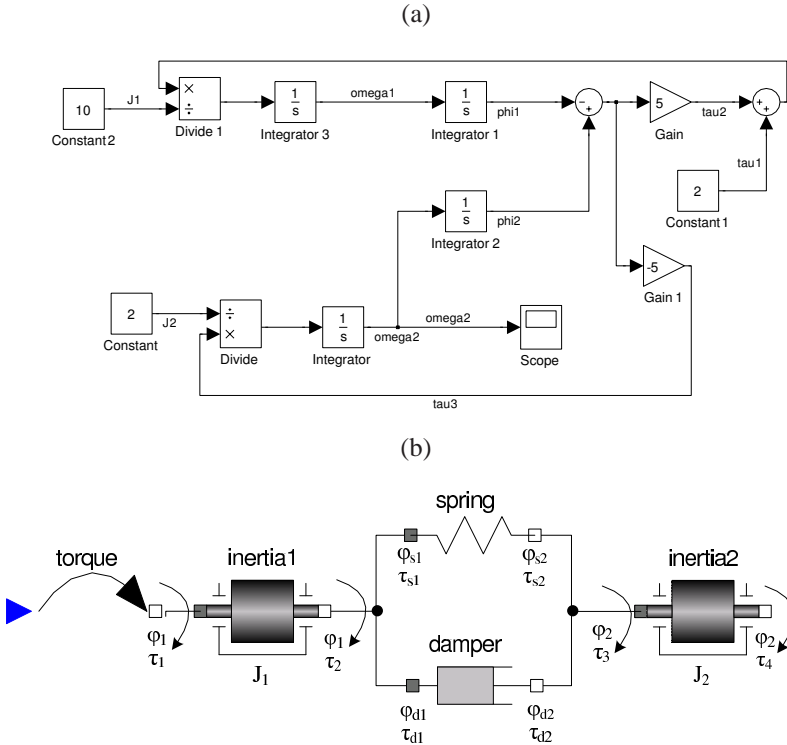 (a)
10
J1
Constant2
×
÷
Divide 1
1
s
Integrator 3
omega1
1
s
Integrator 1
phi1
-
+
5
Gain
tau2
+
+
tau1
2
Constant 1
1
s
Integrator 2
phi2
-5
Gain 1
2
Constant
J2
÷
×
Divide
1
s
Integrator
omega2
omega2
Scope
tau3
(b)
torque
φ1
τ1
inertia1
J1
φ1
τ2
spring
φs1
τs1
φs2
τs2
damper
φd1
τd1
φd2
τd2
φ2
τ3
inertia2
J2
φ2
τ4